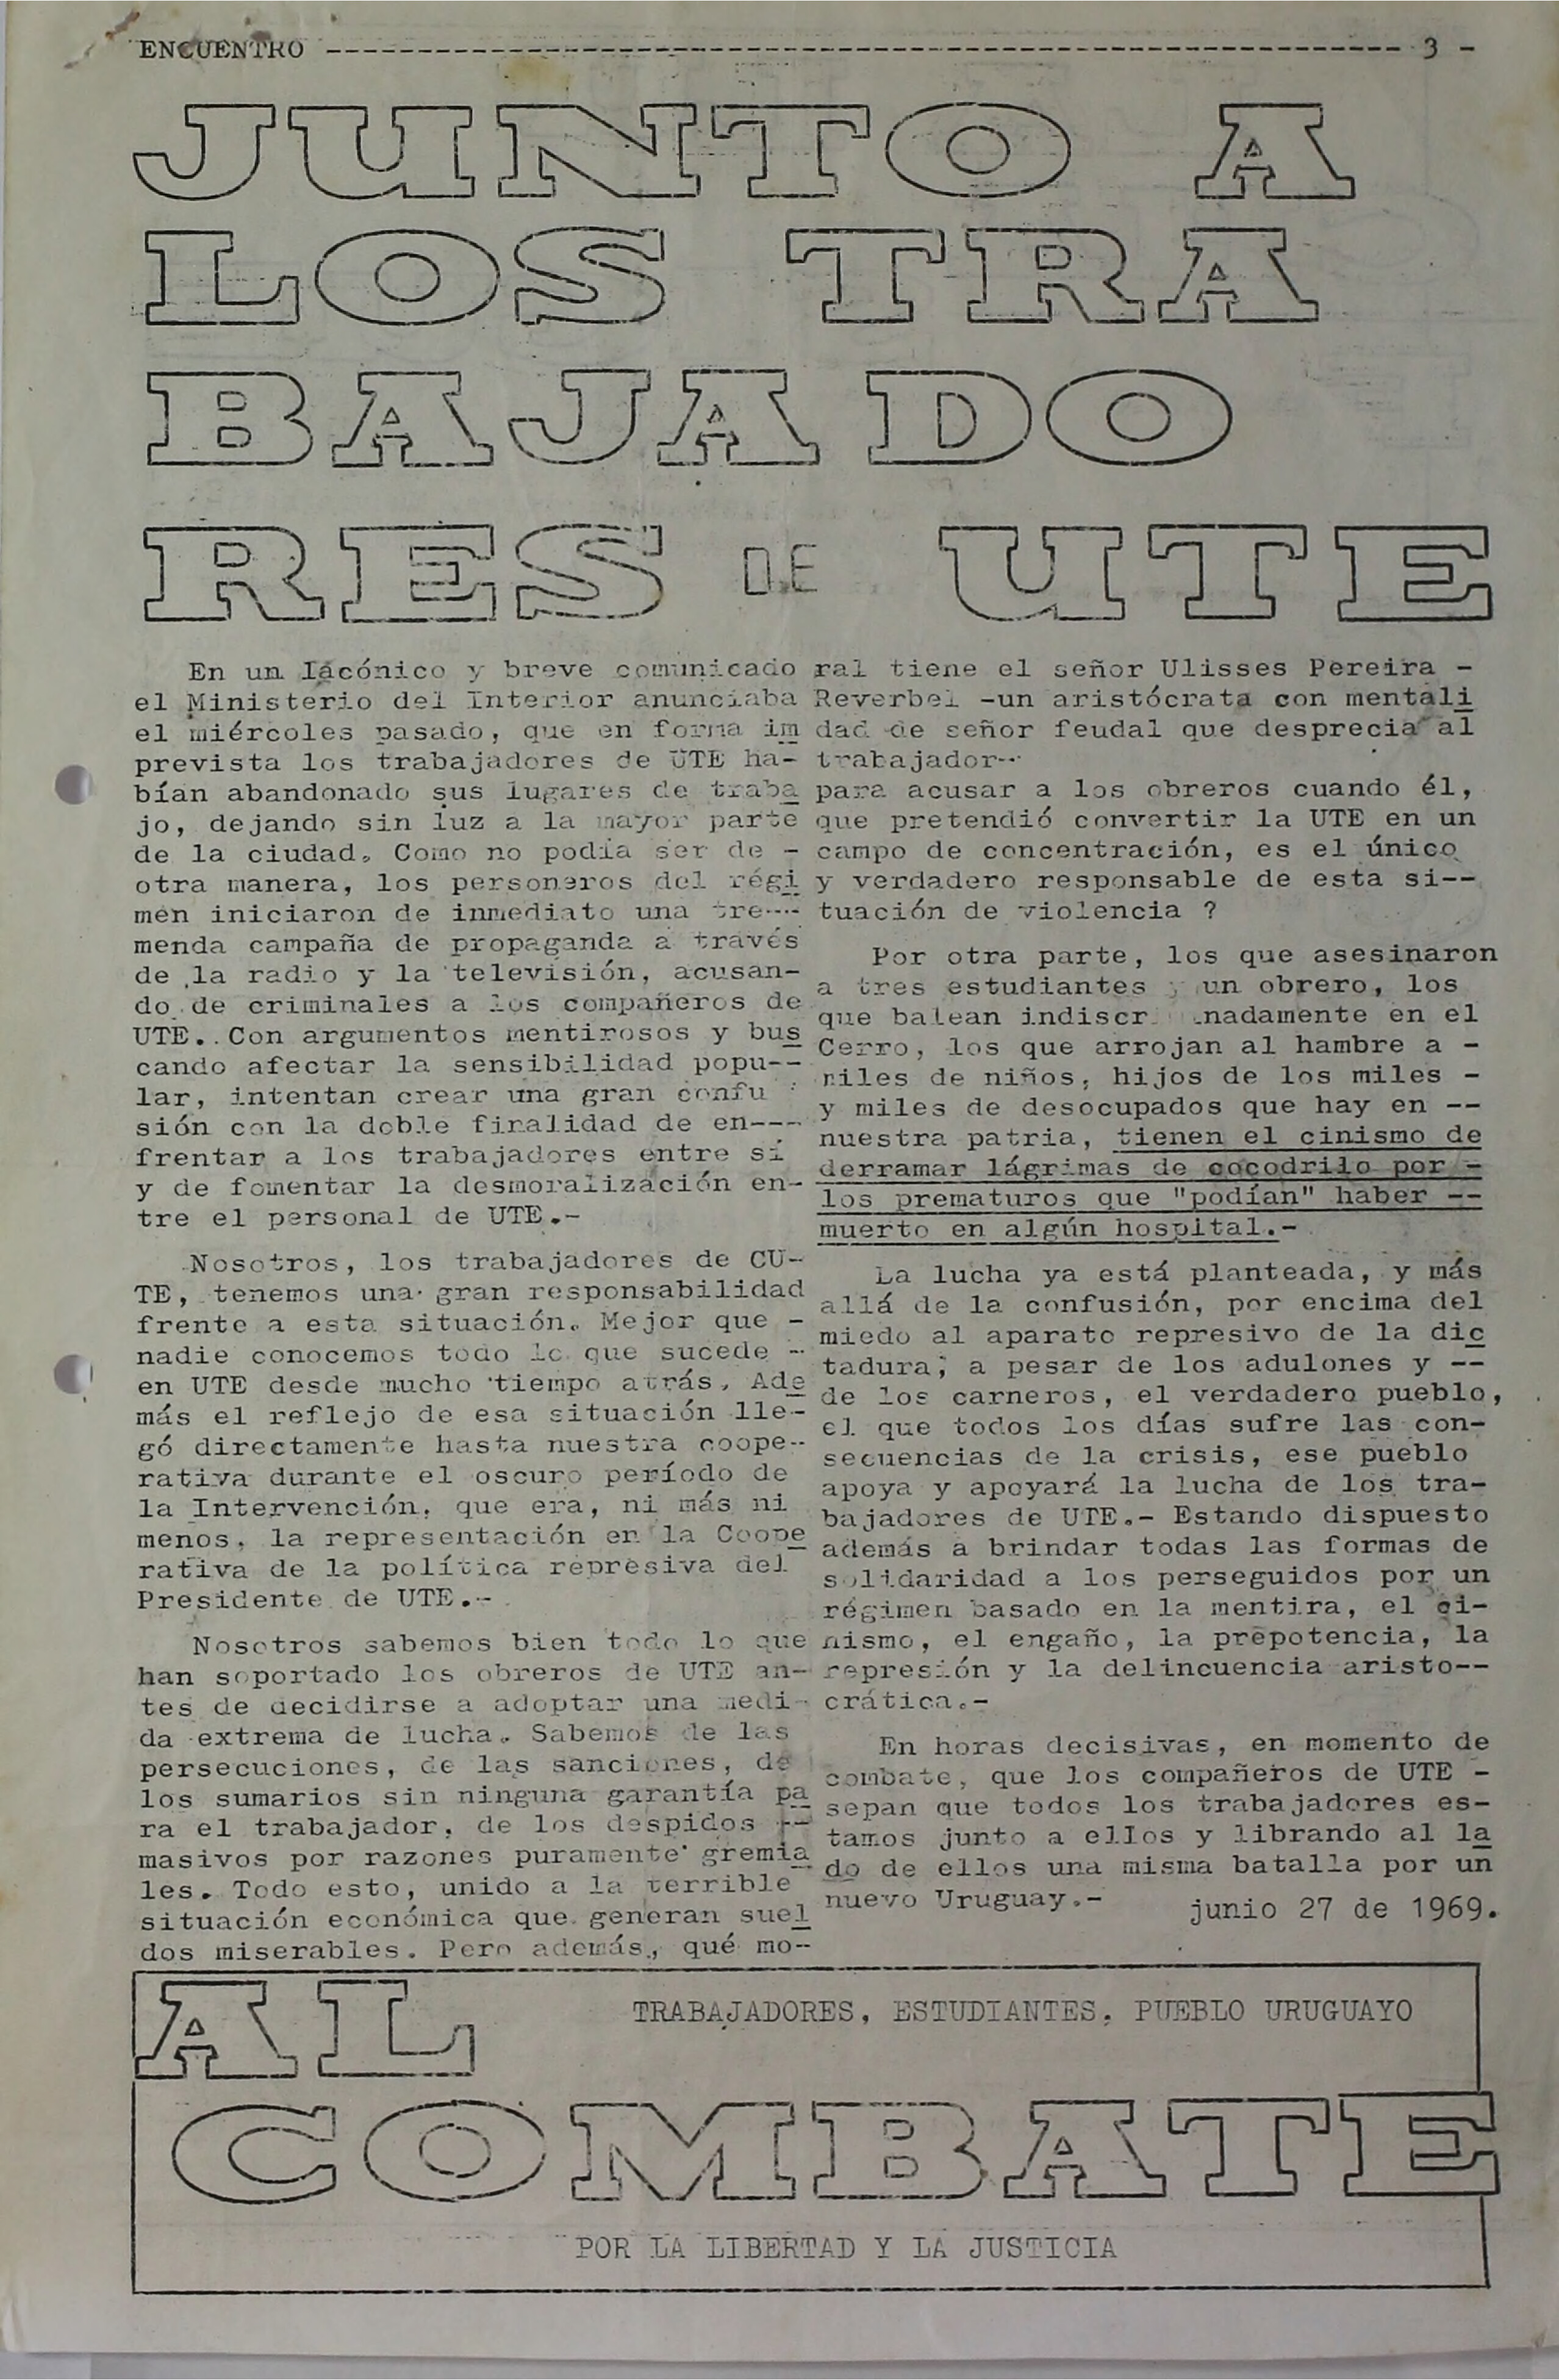 ENCUENTRO ------------------------------------------------------------ 3 -
JUNTO A
LOS TRA
BAJADO
RES DE UTE
En un lacónico y breve comunicado
el Ministerio del Interior anunciaba
el miércoles pasado, que en forma im
prevista los trabajadores de UTE ha-
bían abandonado sus lugares de traba
jo, dejando sin luz a la mayor parte
de la ciudad. Como no podía ser de -
otra manera, los personeros del régi
men iniciaron de inmediato una tre---
menda campaña de propaganda a través
de la radio y la televisión, acusan-
do de criminales a los compañeros de
UTE. Con argumentos mentirosos y bus
cando afectar la sensibilidad popu--
lar, intentan crear una gran confu
sión con la doble finalidad de en---
frentar a los trabajadores entre sí
y de fomentar la desmoralización en-
tre el personal de UTE.-
Nosotros, los trabajadores de CU-
TE, tenemos una gran responsabilidad
frente a esta situación. Mejor que -
nadie conocemos todo lo que sucede -
en UTE desde mucho tiempo atrás. Ade
más el reflejo de esa situación lle-
gó directamente hasta nuestra coope--
rativa durante el oscuro período de
la Intervención, que era, ni más ni
menos, la representación en la Coope
rativa de la política represiva del
Presidente de UTE.-
Nosotros sabemos bien todo lo que
han soportado los obreros de UTE an-
tes de decidirse a adoptar una medi-
da extrema de lucha. Sabemos de las
persecuciones, de las sanciones, de
los sumarios sin ninguna garantía pa
ra el trabajador, de los despidos --
masivos por razones puramente gremia
les. Todo esto, unido a la terrible
situación económica que generan suel
dos miserables. Pero además, qué mo--
ral tiene el señor Ulisses Pereira -
Reverbel -un aristócrata con mentali
dad de señor feudal que desprecia al
trabajador--
para acusar a los obreros cuando él,
que pretendió convertir la UTE en un
campo de concentración, es el único
y verdadero responsable de esta si--
tuación de violencia ?
Por otra parte, los que asesinaron
a tres estudiantes y un obrero, los
que balean indiscriminadamente en el
Cerro, los que arrojan al hambre a -
miles de niños, hijos de los miles -
y miles de desocupados que hay en --
nuestra patria, tienen el cinismo de
derramar lágrimas de cocodrilo por -
los prematuros que "podían" haber --
muerto en algún hospital.-
La lucha ya está planteada, y más
allá de la confusión, por encima del
miedo al aparato represivo de la dic
tadura, a pesar de los adulones y --
de los carneros, el verdadero pueblo,
el que todos los días sufre las con-
secuencias de la crisis, ese pueblo
apoya y apoyará la lucha de los tra-
bajadores de UTE.- Estando dispuesto
además a brindar todas las formas de
solidaridad a los perseguidos por un
régimen basado en la mentira, el ci-
nismo, el engaño, la prepotencia, la
represión y la delincuencia aristo--
crática.-
En horas decisivas, en momento de
combate, que los compañeros de UTE -
sepan que todos los trabajadores es-
tamos junto a ellos y librando al la
do de ellos una misma batalla por un
nuevo Uruguay.-
junio 27 de 1969.
AL
TRABAJADORES, ESTUDIANTES, PUEBLO URUGUAYO
COMBATE
POR LA LIBERTAD Y LA JUSTICIA